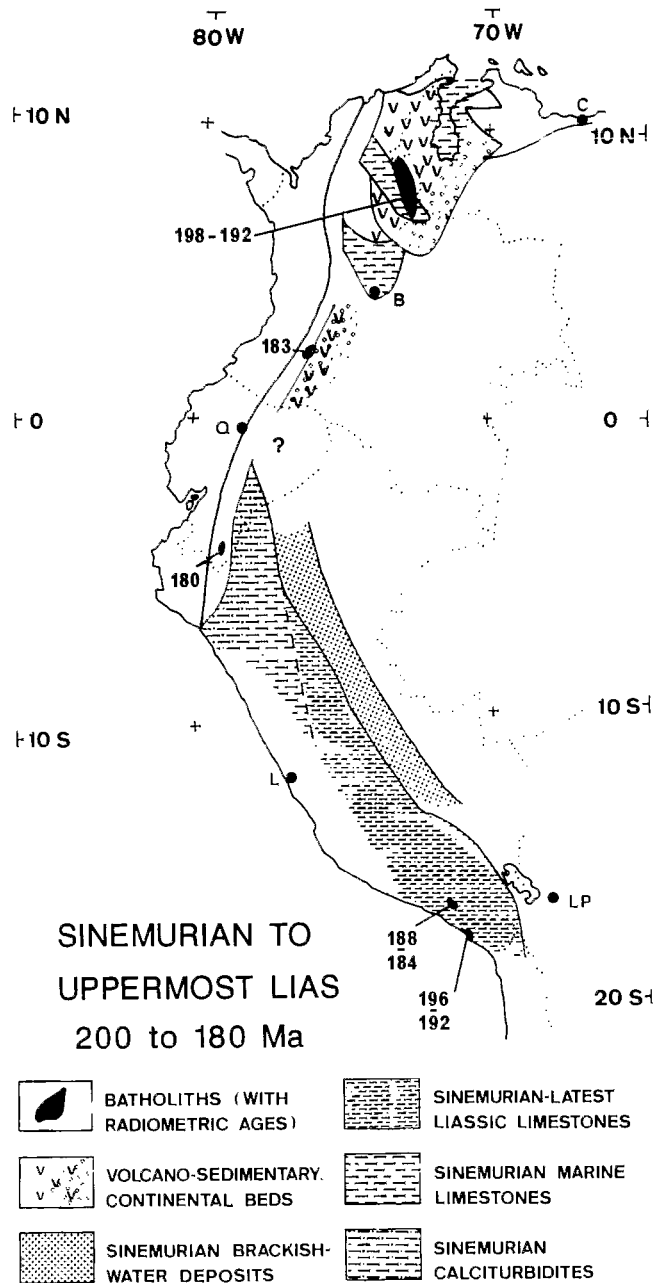 80 W
70 W
10 N
C
10 N
198-192
B
183
0
Q
?
0
180
10 S
10 S
L
LP
188
-
184
196
-
192
20 S
SINEMURIAN TO
UPPERMOST LIAS
200 to 180 Ma
BATHOLITHS (WITH
RADIOMETRIC AGES)
SINEMURIAN-LATEST
LIASSIC LIMESTONES
VOLCANO-SEDIMENTARY.
CONTINENTAL BEDS
SINEMURIAN MARINE
LIMESTONES
SINEMURIAN BRACKISH-
WATER DEPOSITS
SINEMURIAN
CALCITURBIDITES